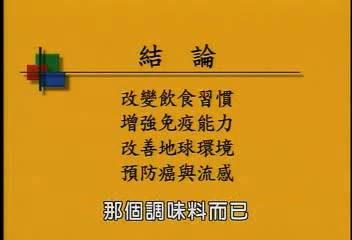 結論
改變飲食習慣
增強免疫能力
改善地球環境
預防癌與流感
那個調味料而已